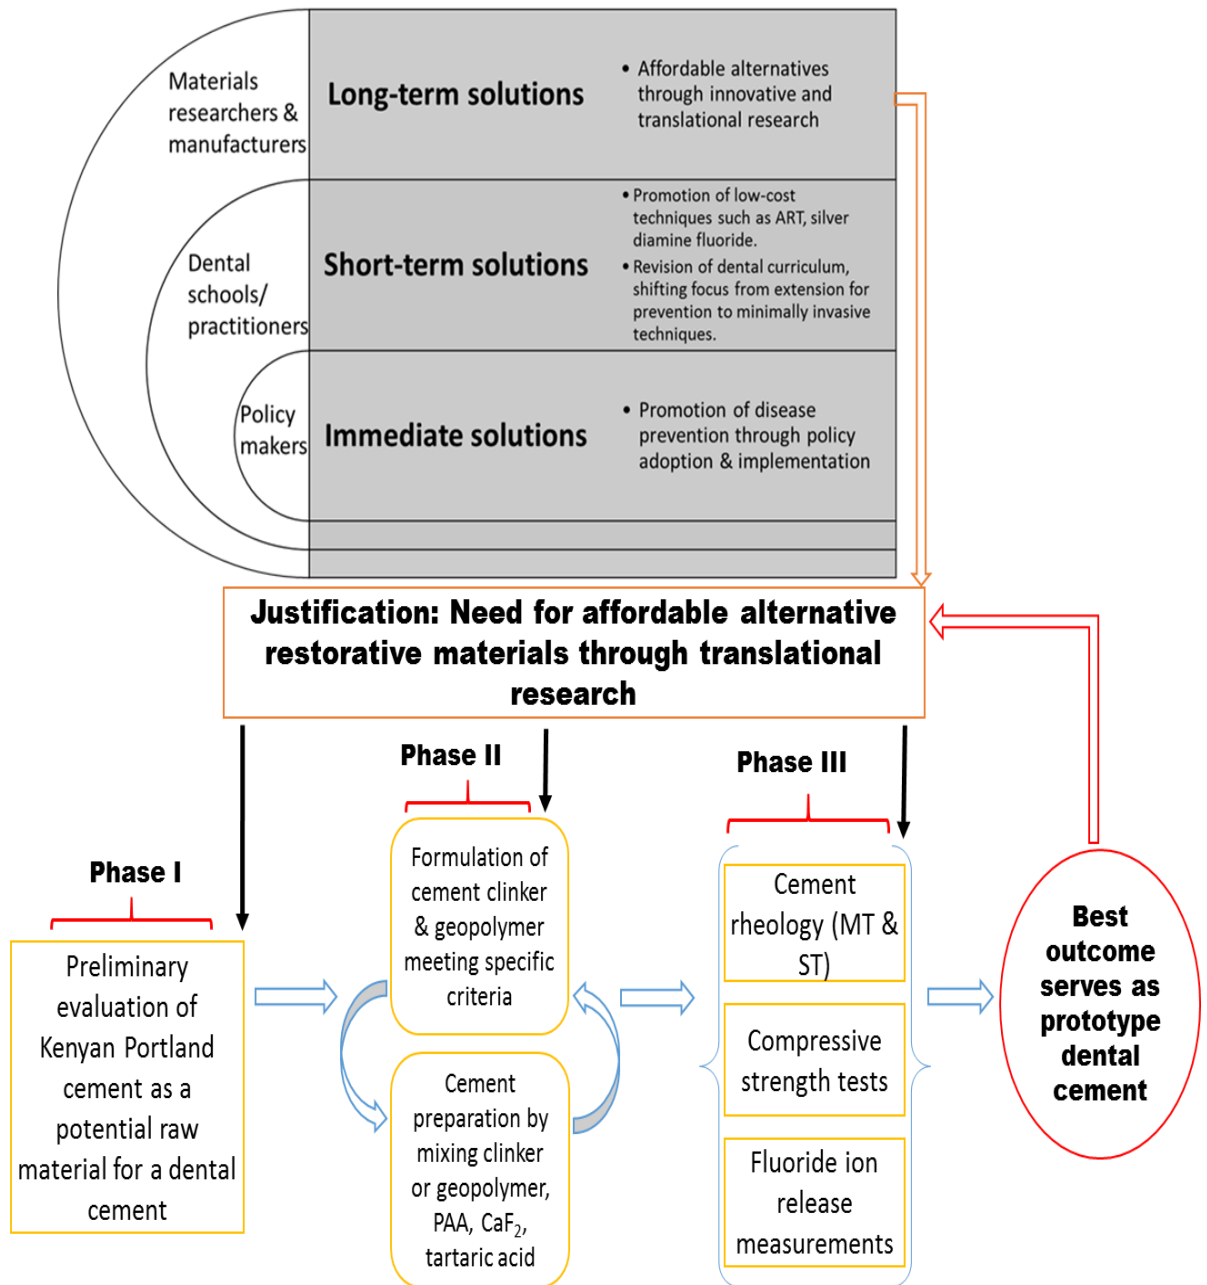 Materials
researchers &
manufacturers
Long-term solutions
• Affordable alternatives
through innovative and
translational research
Dental
schools/
practitioners
Short-term solutions
• Promotion of low-cost
techniques such as ART, silver
diamine fluoride.
• Revision of dental curriculum,
shifting focus from extension for
prevention to minimally invasive
techniques.
Policy
makers
Immediate solutions
• Promotion of disease
prevention through policy
adoption & implementation
Justification: Need for affordable alternative
restorative materials through translational
research
Phase I
Preliminary
evaluation of
Kenyan Portland
cement as a
potential raw
material for a dental
cement
Phase II
Formulation of
cement clinker
& geopolymer
meeting specific
criteria
Cement
preparation by
mixing clinker
or geopolymer,
PAA, CaF₂,
tartaric acid
Phase III
Cement
rheology (MT &
ST)
Compressive
strength tests
Fluoride ion
release
measurements
Best
outcome
serves as
prototype
dental
cement